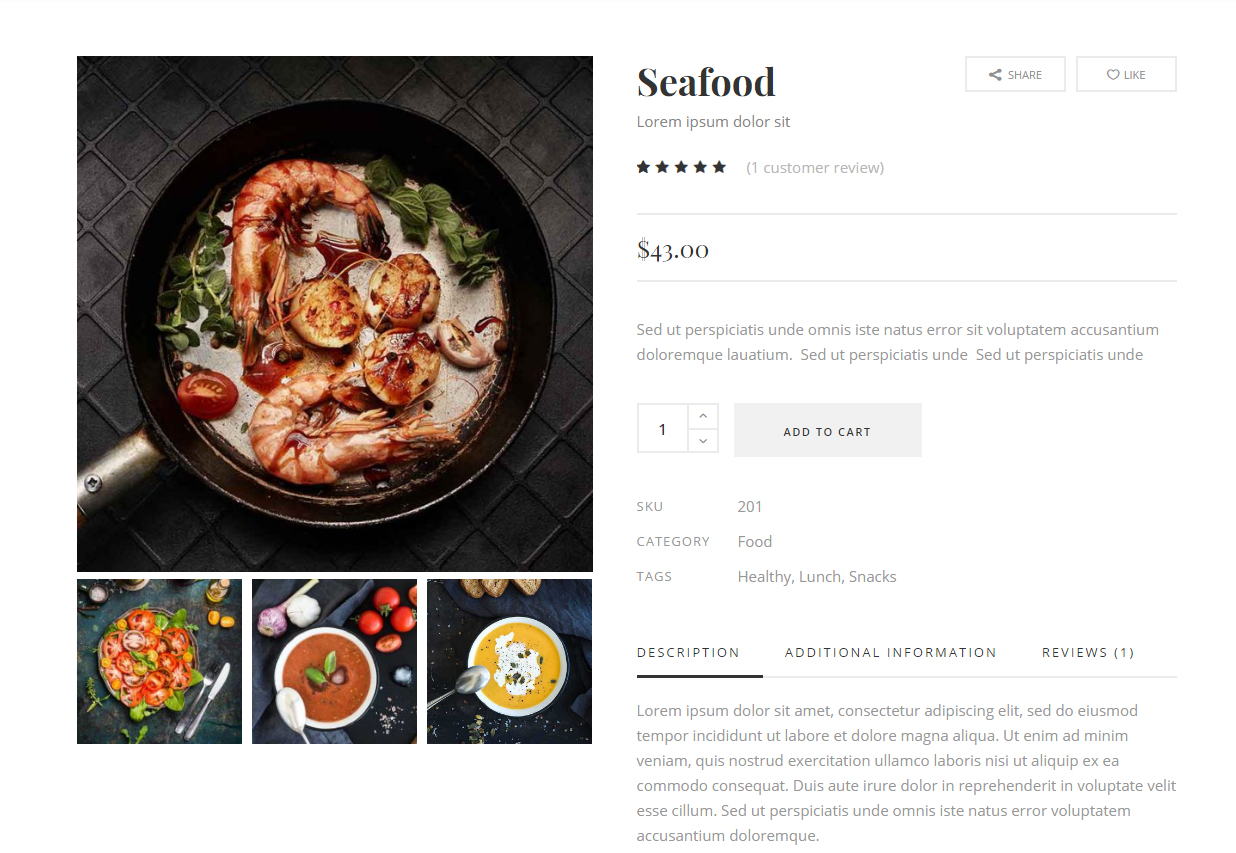 Seafood
SHARE
LIKE
Lorem ipsum dolor sit
(1 customer review)
$43.00
Sed ut perspiciatis unde omnis iste natus error sit voluptatem accusantium
doloremque lauatium.  Sed ut perspiciatis unde  Sed ut perspiciatis unde
1
ADD TO CART
SKU 201
CATEGORY Food
TAGS Healthy, Lunch, Snacks
DESCRIPTION ADDITIONAL INFORMATION REVIEWS (1)
Lorem ipsum dolor sit amet, consectetur adipiscing elit, sed do eiusmod
tempor incididunt ut labore et dolore magna aliqua. Ut enim ad minim
veniam, quis nostrud exercitation ullamco laboris nisi ut aliquip ex ea
commodo consequat. Duis aute irure dolor in reprehenderit in voluptate velit
esse cillum. Sed ut perspiciatis unde omnis iste natus error voluptatem
accusantium doloremque.